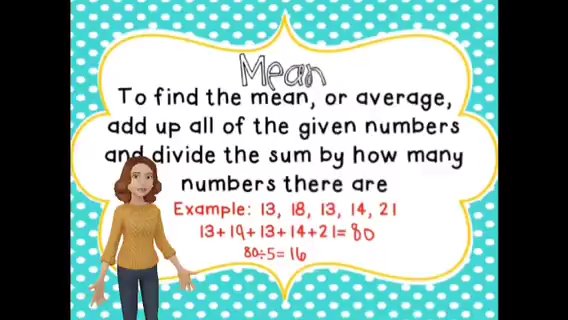 Mean
To find the mean, or average,
add up all of the given numbers
and divide the sum by how many
numbers there are
Example: 13, 18, 13, 14, 21
13+19+13+14+21=80
80÷5=16